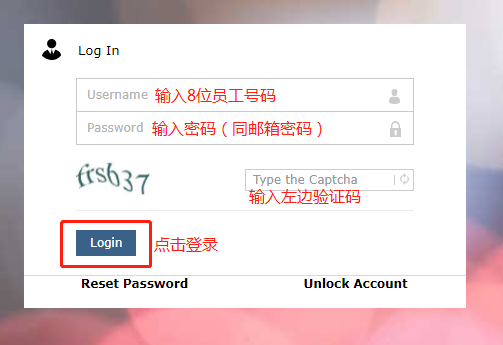 Log In
Username 输入8位员工号码
Password 输入密码（同邮箱密码）
frsb37 Type the Captcha
输入左边验证码
Login 点击登录
Reset Password Unlock Account